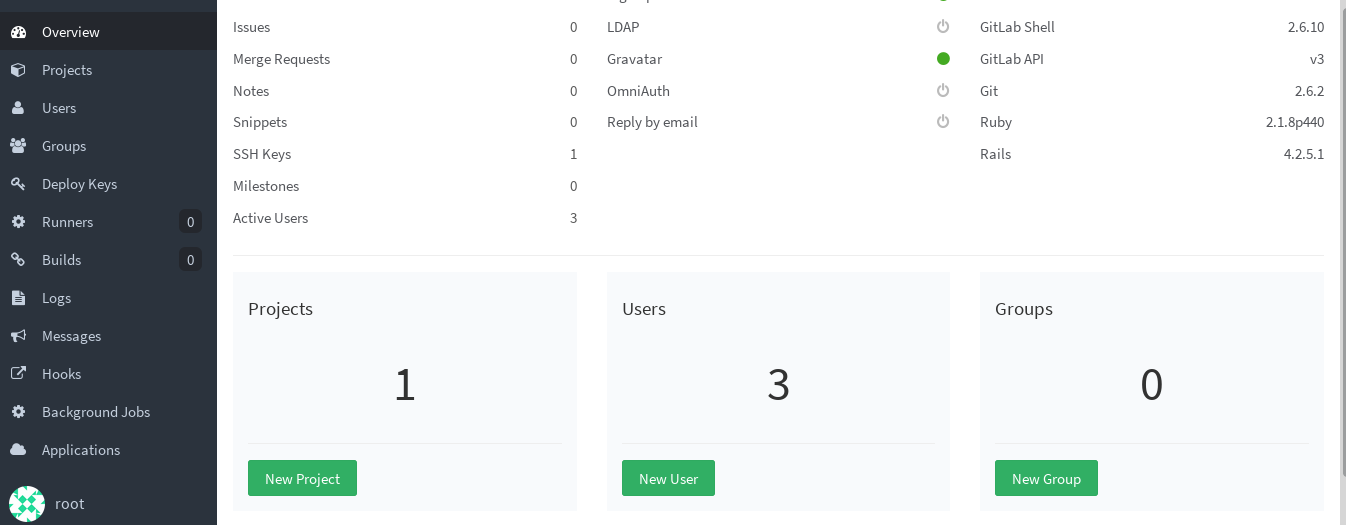 Overview
Projects
Users
Groups
Deploy Keys
Runners 0
Builds 0
Logs
Messages
Hooks
Background Jobs
Applications
root
Issues 0
Merge Requests 0
Notes 0
Snippets 0
SSH Keys 1
Milestones 0
Active Users 3
LDAP
Gravatar
OmniAuth
Reply by email
GitLab Shell 2.6.10
GitLab API v3
Git 2.6.2
Ruby 2.1.8p440
Rails 4.2.5.1
Projects
1
New Project
Users
3
New User
Groups
0
New Group